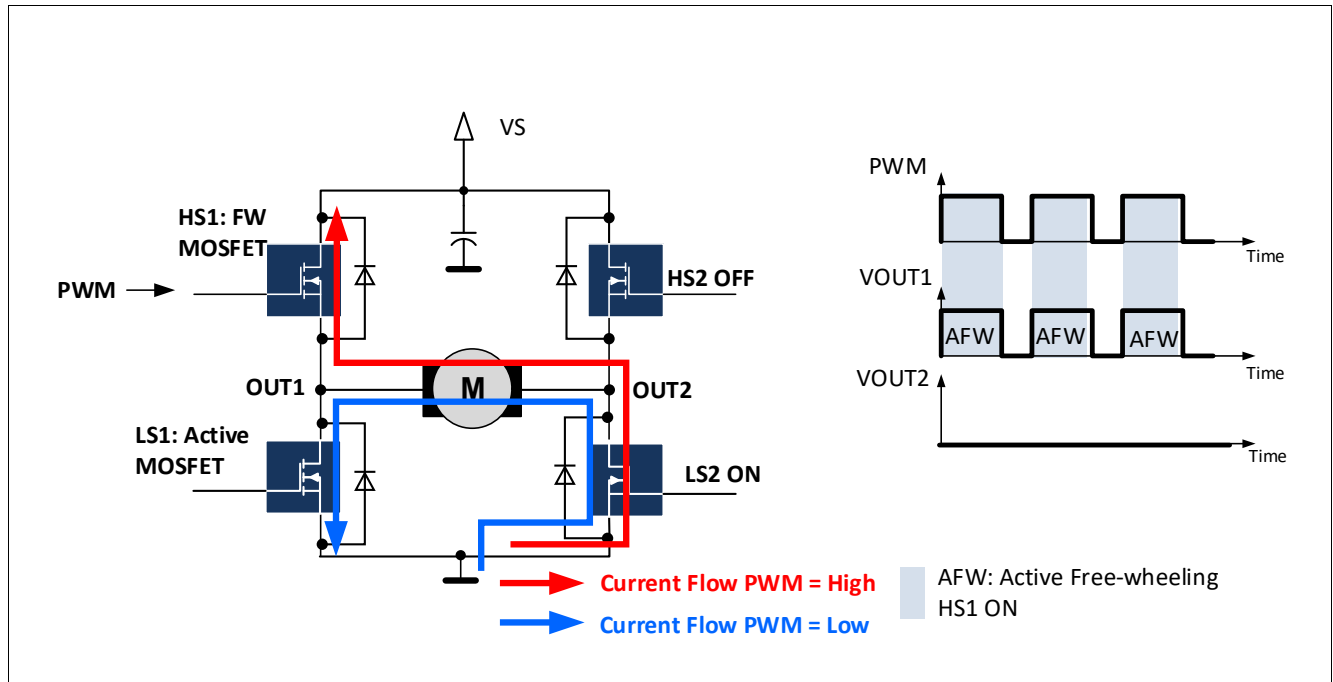 VS
HS1: FW
MOSFET
PWM
HS2 OFF
OUT1
M
OUT2
LS1: Active
MOSFET
LS2 ON
Current Flow PWM = High
Current Flow PWM = Low
PWM
Time
VOUT1
AFW AFW AFW
Time
VOUT2
Time
AFW: Active Free-wheeling
HS1 ON